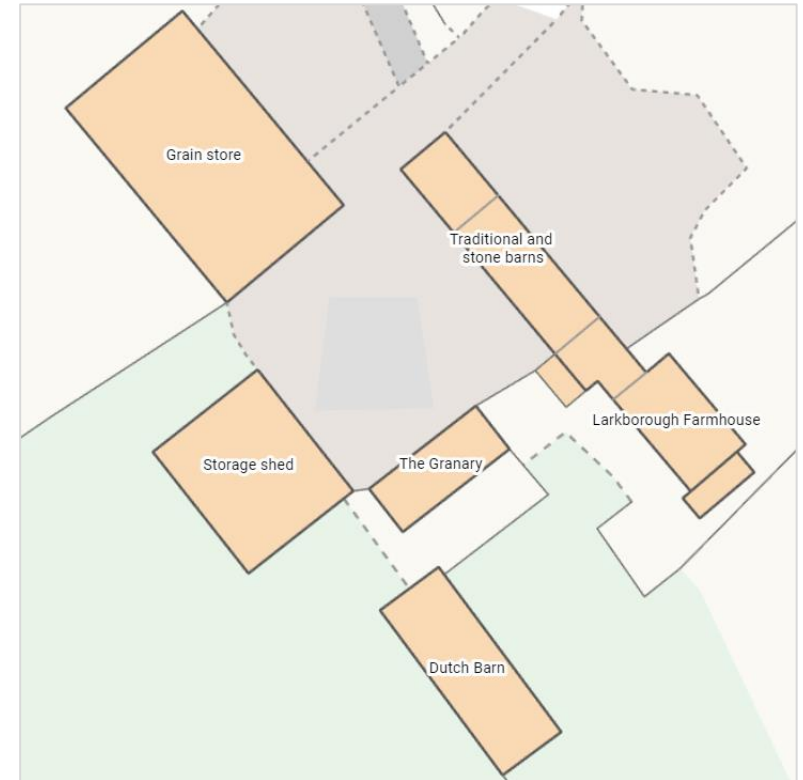 Grain store
Traditional and
stone barns
Larkborough Farmhouse
Storage shed
The Granary
Dutch Barn